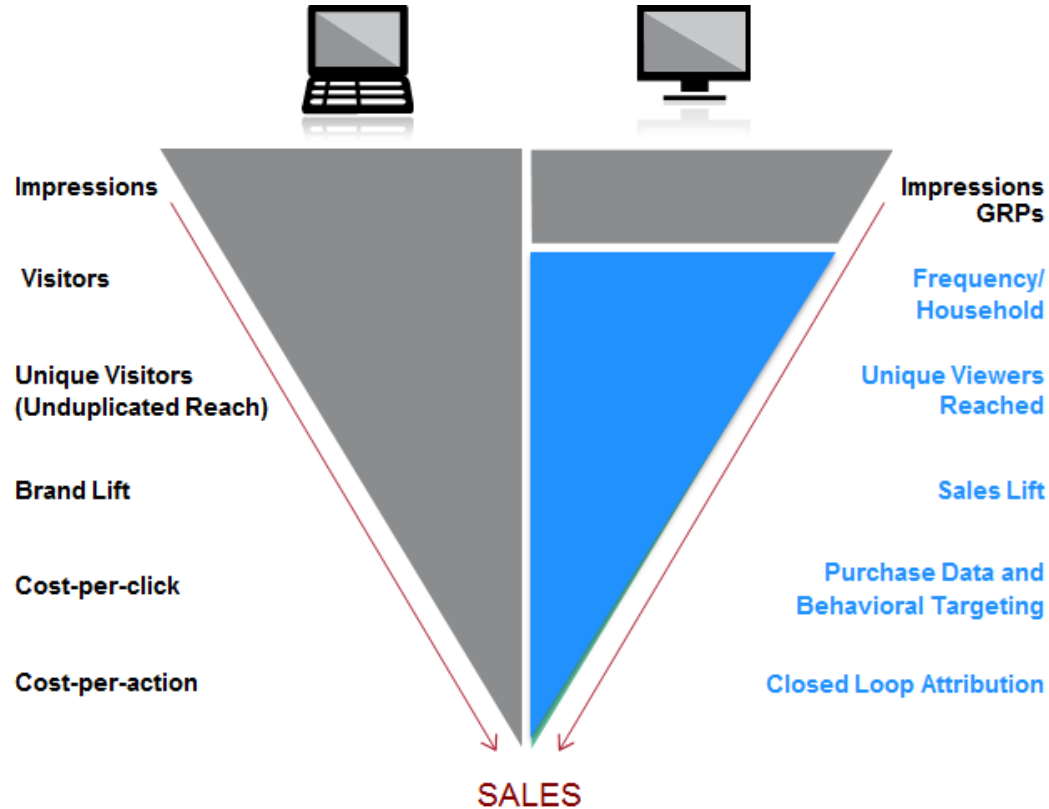 Impressions
Visitors
Unique Visitors
(Unduplicated Reach)
Brand Lift
Cost-per-click
Cost-per-action
Impressions
GRPs
Frequency/
Household
Unique Viewers
Reached
Sales Lift
Purchase Data and
Behavioral Targeting
Closed Loop Attribution
SALES